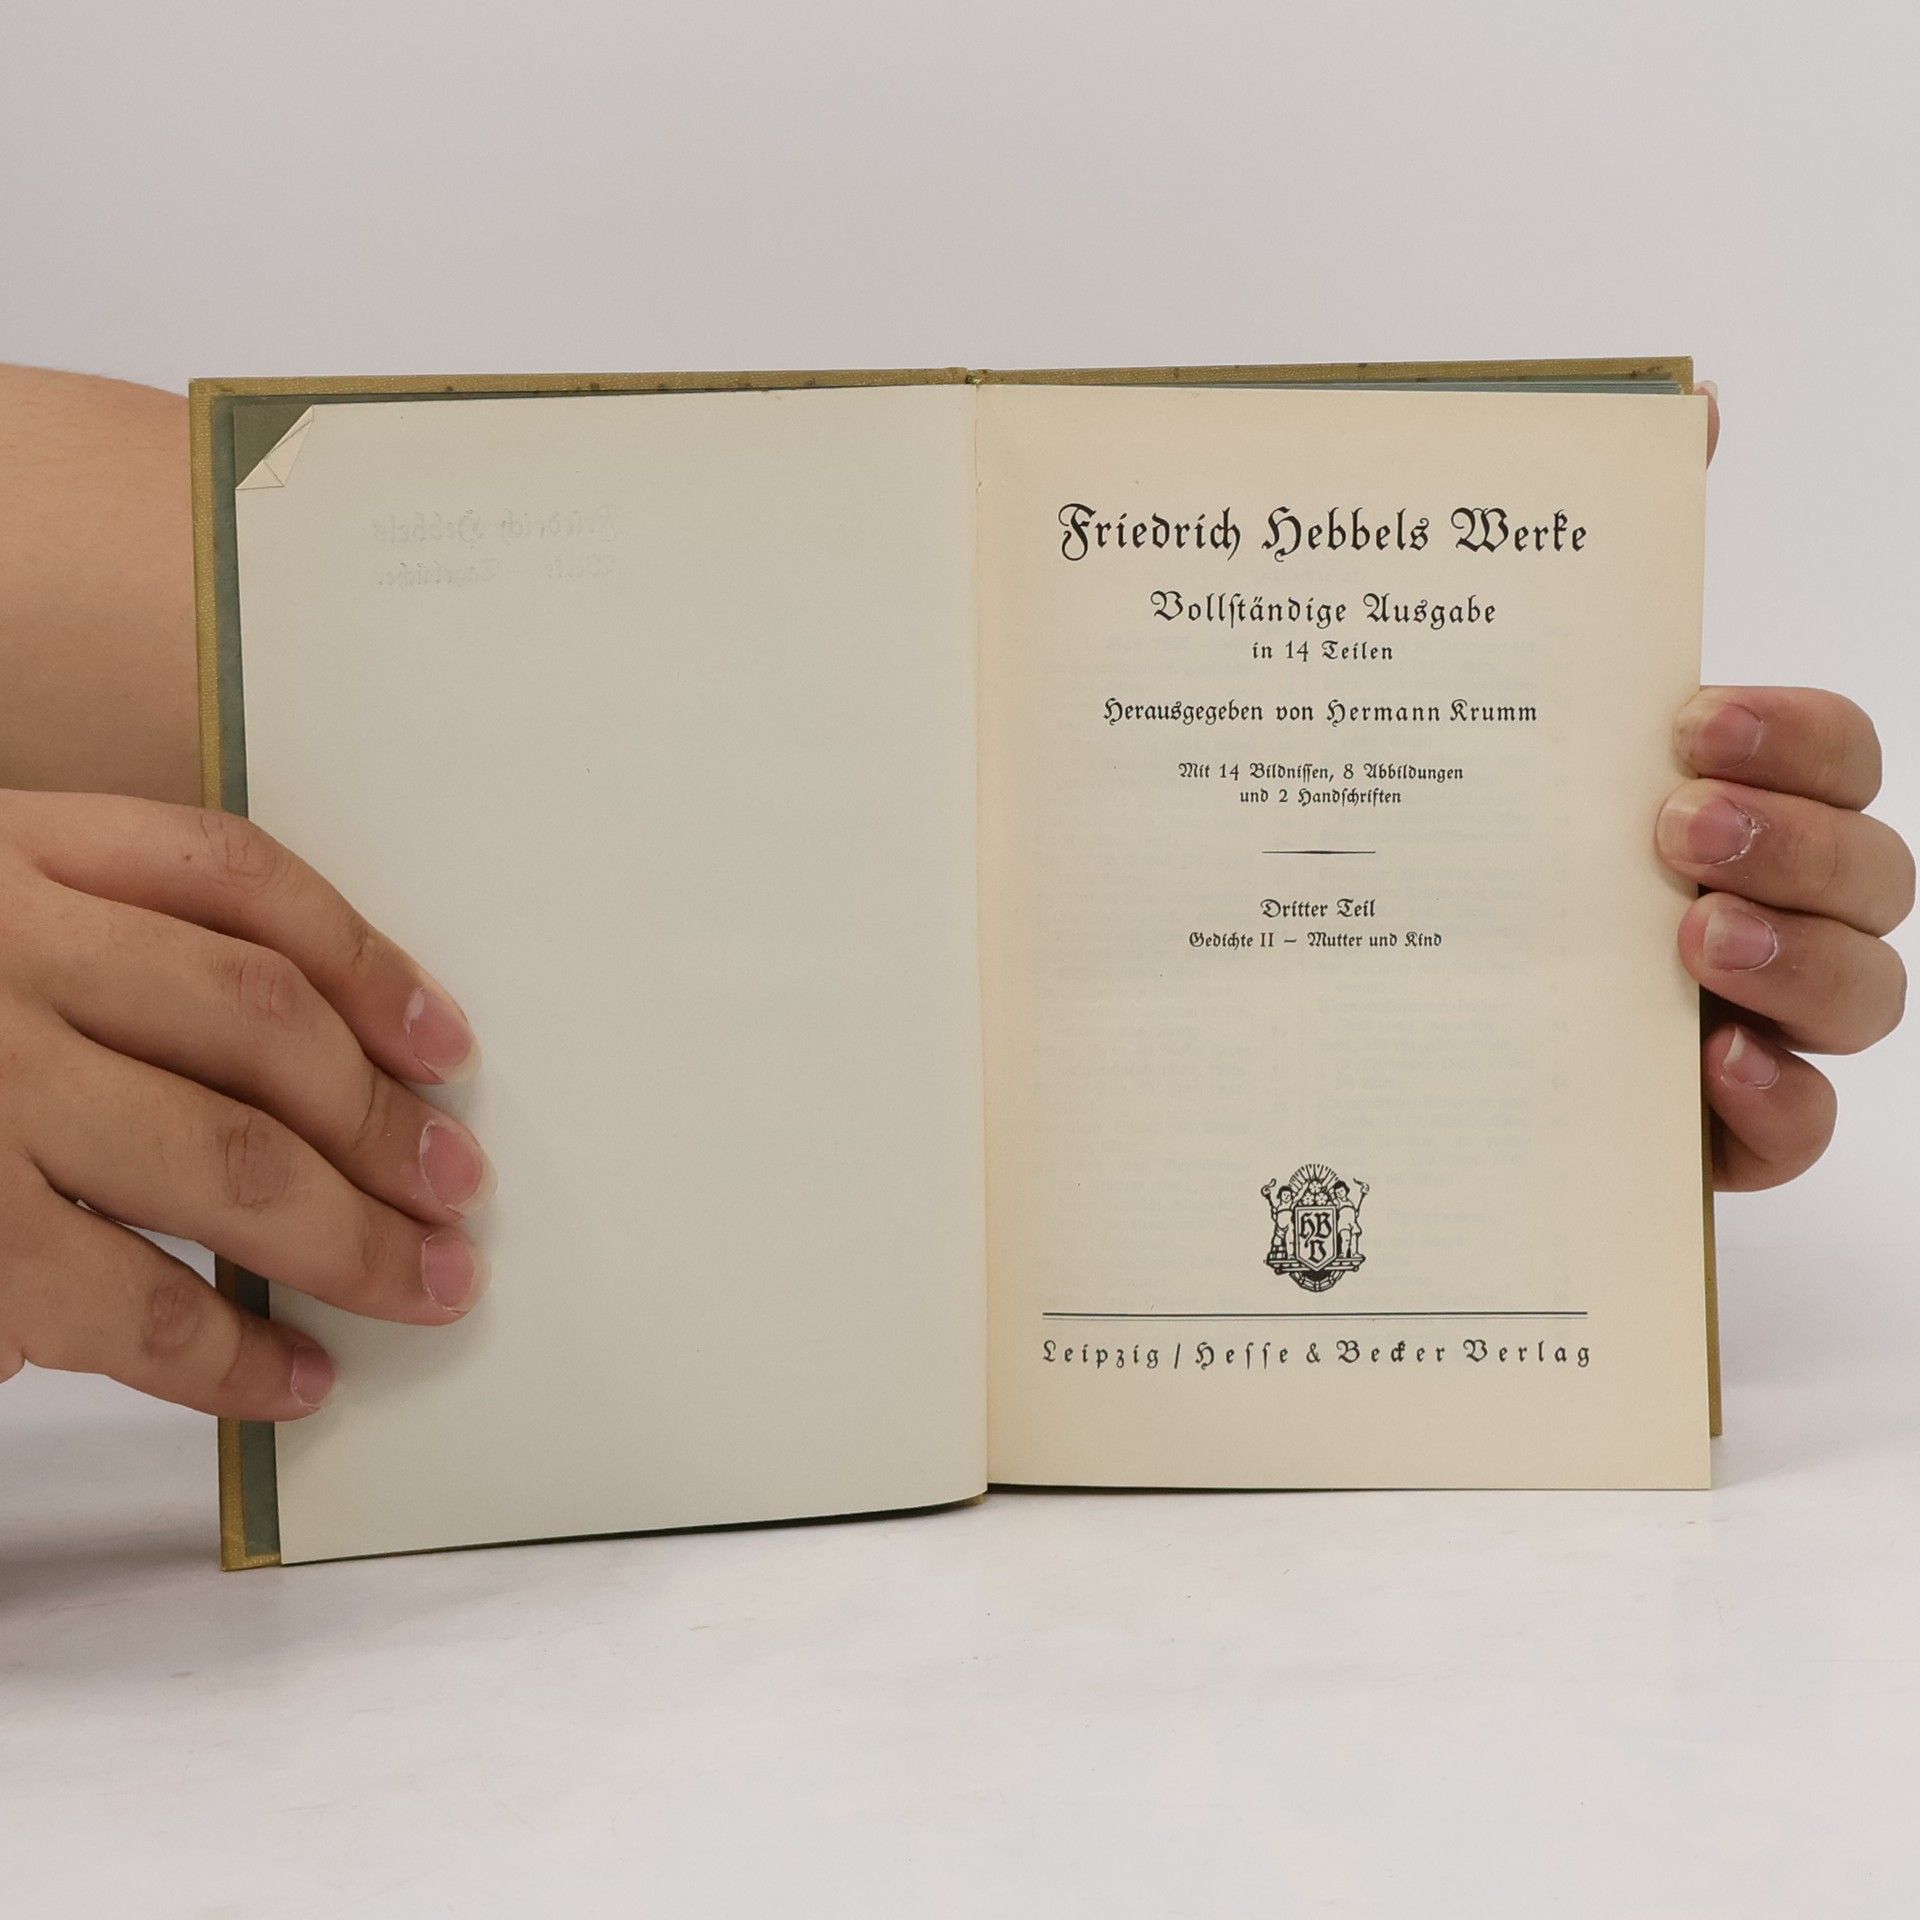 Friedrich Hebbels Werke
Vollſtändige Ausgabe
in 14 Teilen
Herausgegeben von Hermann Krumm
Mit 14 Bildniſſen, 8 Abbildungen
und 2 Handſchriften
Dritter Teil
Gedichte II – Mutter und Kind
HB
V
Leipzig / Heſſe & Becker Verlag